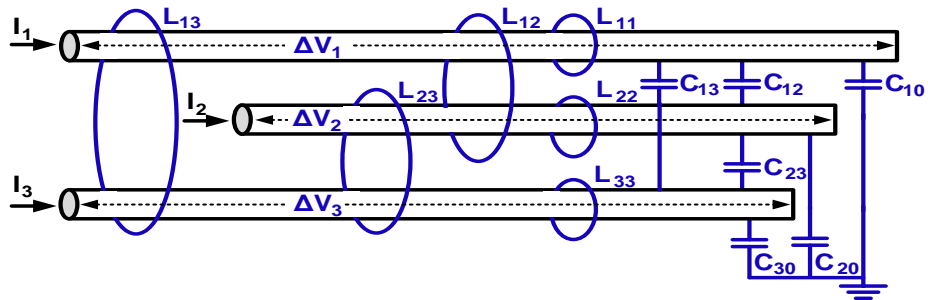 L₁₃ L₁₂ L₁₁
I₁ ΔV₁
C₁₃ C₁₂ C₁₀
I₂ L₂₃ ΔV₂ L₂₂
C₂₃
I₃ ΔV₃ L₃₃
C₃₀ C₂₀